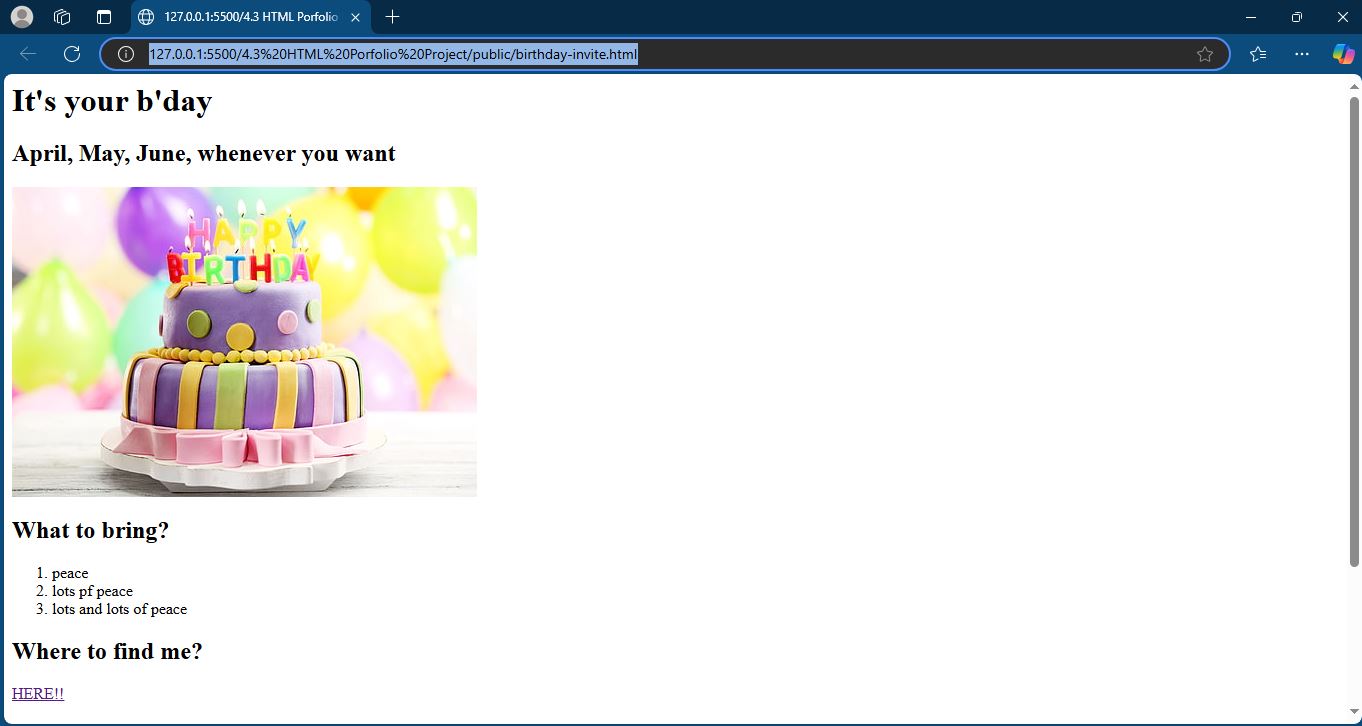 127.0.0.1:5500/4.3 HTML Porfolio
127.0.0.1:5500/4.3%20HTML%20Porfolio%20Project/public/birthday-invite.html
It's your b'day
April, May, June, whenever you want
HAPPY
BIRTHDAY
What to bring?
1. peace
2. lots pf peace
3. lots and lots of peace
Where to find me?
HERE!!